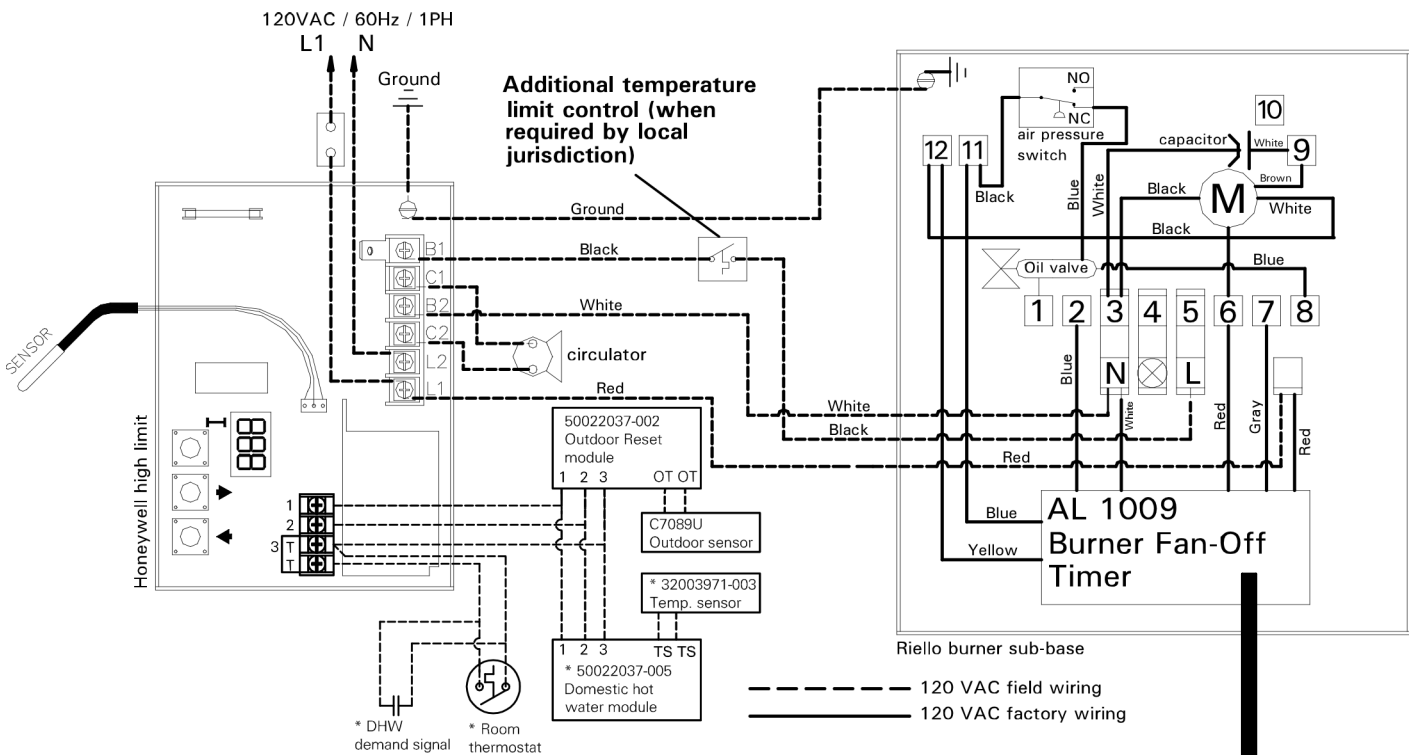 120VAC / 60Hz / 1PH
L1 N
Ground
Additional temperature
limit control (when
required by local
jurisdiction)
NO
NC
air pressure
switch
10
capacitor
White
9
Brown
12
11
Black
Blue
White
Black
M
White
Black
Ground
B1
Black
C1
B2
White
C2
L2
L1
circulator
Red
Oil valve
Blue
1
2
3
4
5
6
7
8
N
L
SENSOR
Honeywell high limit
White
Black
Red
Blue
White
Red
Gray
Red
50022037-002
Outdoor Reset
module
1 2 3 OT OT
C7089U
Outdoor sensor
1
2
3 T
T
* 32003971-003
Temp. sensor
1 2 3 TS TS
* 50022037-005
Domestic hot
water module
* DHW
demand signal
* Room
thermostat
Blue
Yellow
AL 1009
Burner Fan-Off
Timer
Riello burner sub-base
120 VAC field wiring
120 VAC factory wiring